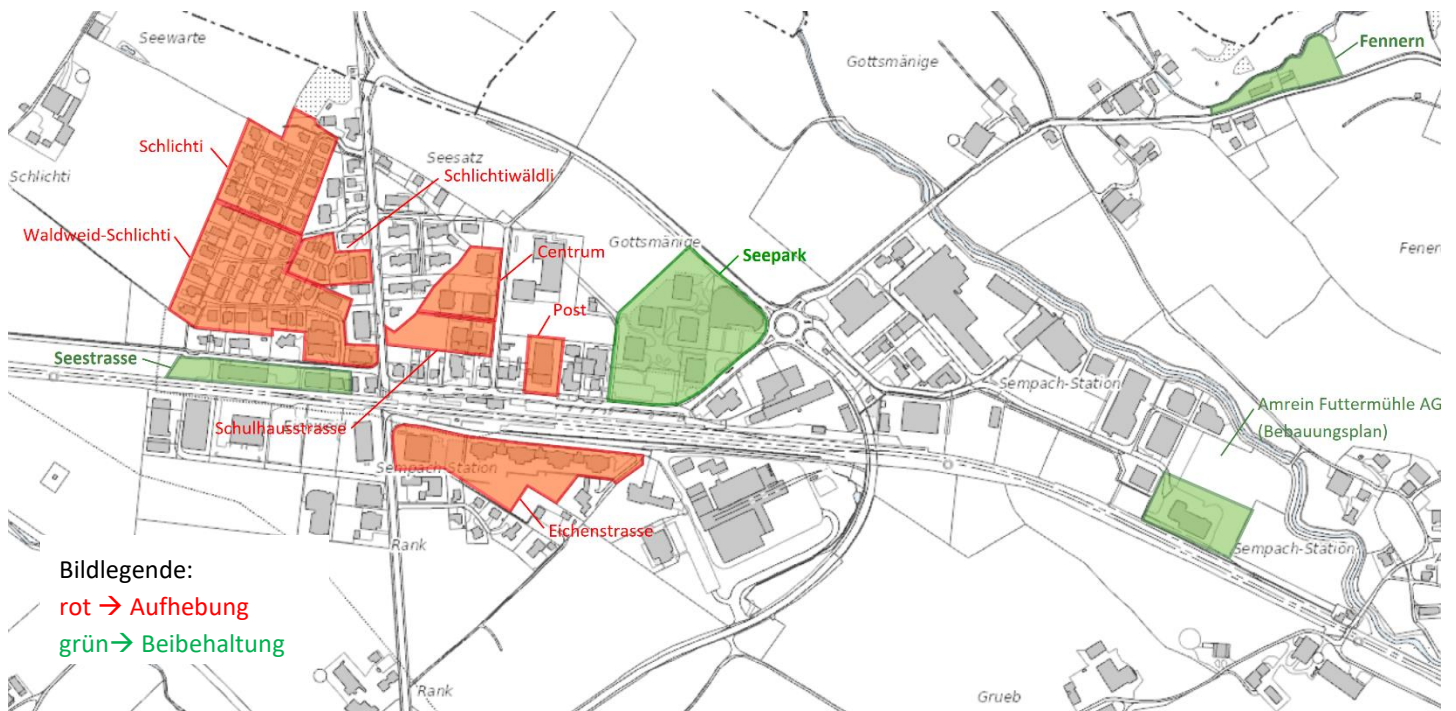 Seewarte
Gottsmänige
Fennern
Schlichti
Seesatz
Schlichtiwäldli
Schlichti
Waldweid-Schlichti
Gottsmänige
Centrum
Seepark
Fenern
Post
Seestrasse
Sempach-Station
Amrein Futtermühle AG
(Bebauungsplan)
Schulhausstrasse
Sempach-Station
Eichenstrasse
Rank
Sempach-Station
Bildlegende:
rot → Aufhebung
grün→ Beibehaltung
Rank
Grueb